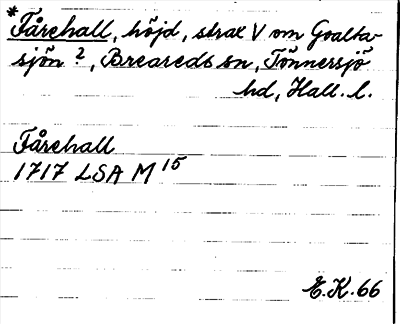 *Fårehall, höjd, strax V om Goalta-
sjön?, Breareds sn, Tönnersjö
hd, Hall. l.
Fårehall
1717 LSA M 15
E.K. 66